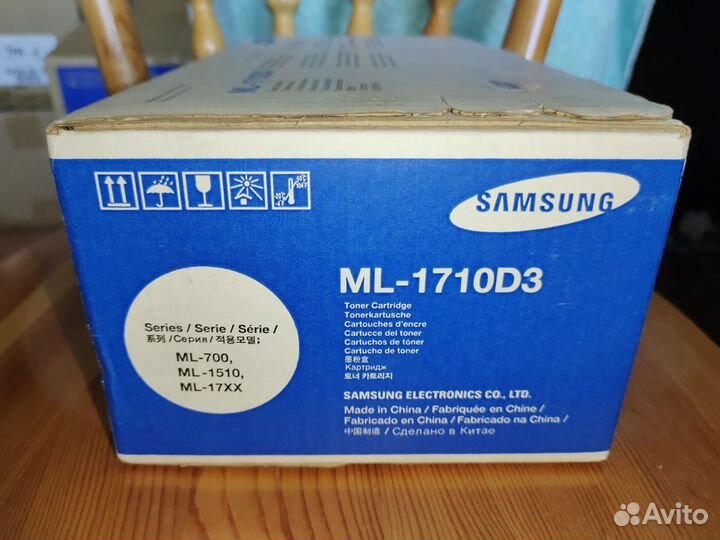 SAMSUNG
ML-1710D3
Toner Cartridge
Tonerkartusche
Cartouches d'encre
Cartucce del toner
Cartuchos de tóner
Cartucho de toner
墨粉盒
Картридж
토너 카트리지
SAMSUNG ELECTRONICS CO., LTD.
Made in China / Fabriquée en Chine /
Fabricado en China / Fabricado na China /
中国制造 / Сделано в Китае
Series / Serie / Série /
系列 /Серия / 적용모델;
ML-700,
ML-1510,
ML-17XX
Avito